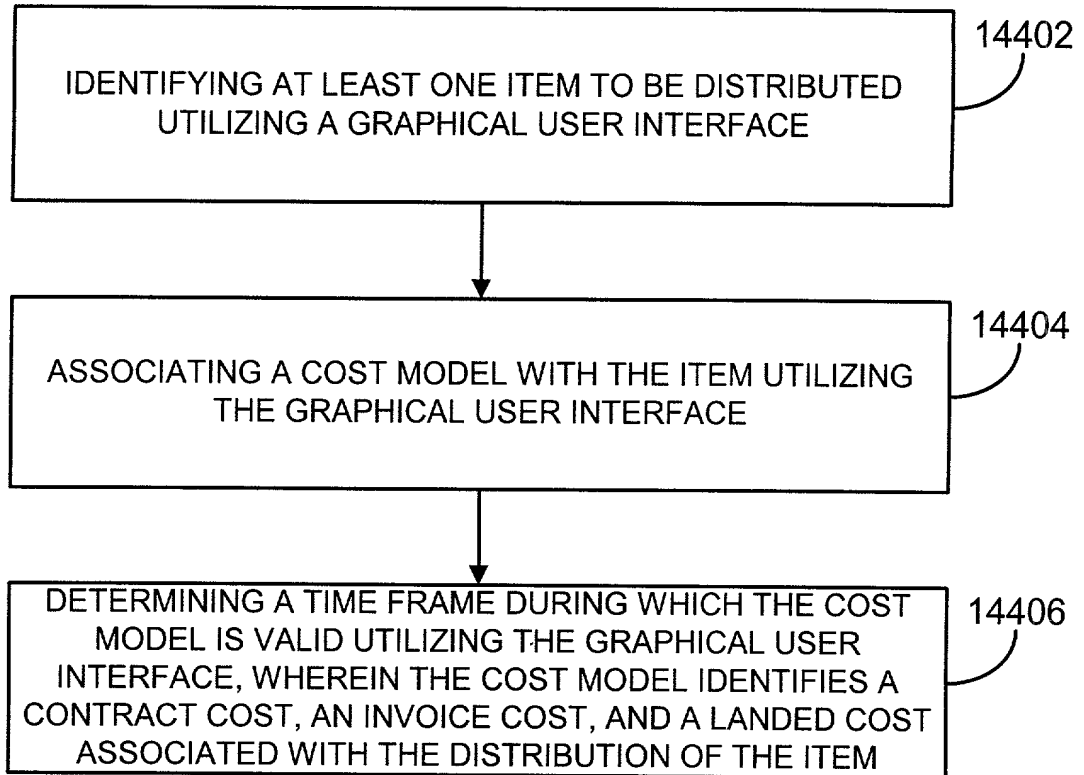 14402
IDENTIFYING AT LEAST ONE ITEM TO BE DISTRIBUTED
UTILIZING A GRAPHICAL USER INTERFACE
14404
ASSOCIATING A COST MODEL WITH THE ITEM UTILIZING
THE GRAPHICAL USER INTERFACE
14406
DETERMINING A TIME FRAME DURING WHICH THE COST
MODEL IS VALID UTILIZING THE GRAPHICAL USER
INTERFACE, WHEREIN THE COST MODEL IDENTIFIES A
CONTRACT COST, AN INVOICE COST, AND A LANDED COST
ASSOCIATED WITH THE DISTRIBUTION OF THE ITEM